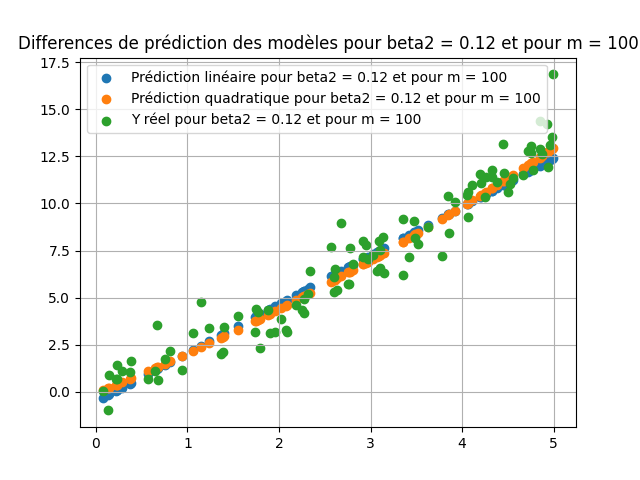 Differences de prédiction des modèles pour beta2 = 0.12 et pour m = 100
17.5
15.0
12.5
10.0
7.5
5.0
2.5
0.0
Prédiction linéaire pour beta2 = 0.12 et pour m = 100
Prédiction quadratique pour beta2 = 0.12 et pour m = 100
Y réel pour beta2 = 0.12 et pour m = 100
0 1 2 3 4 5